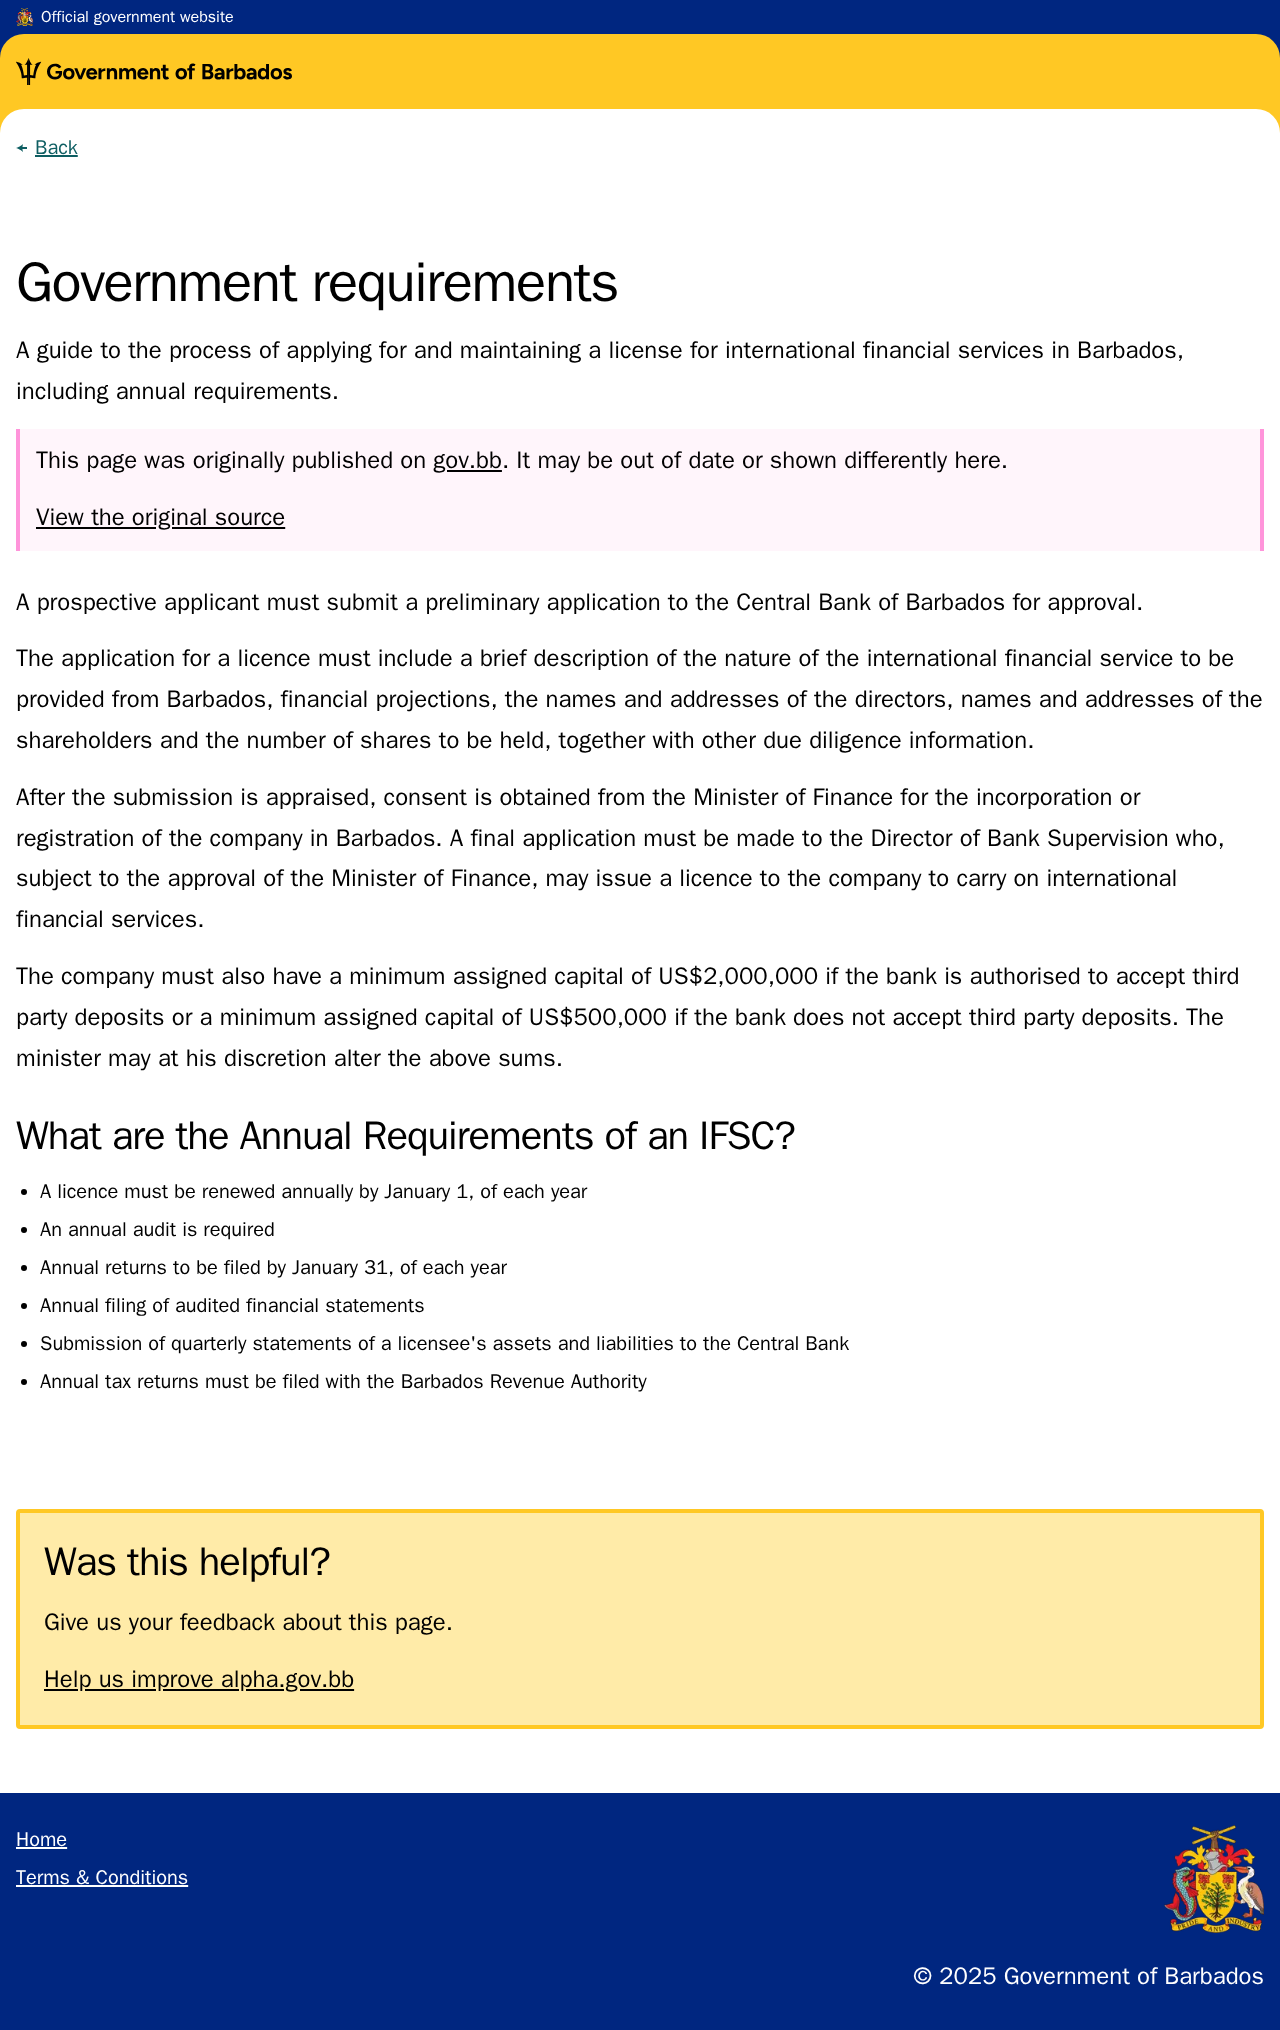 Official government website
Government of Barbados
← Back
Government requirements
A guide to the process of applying for and maintaining a license for international financial services in Barbados,
including annual requirements.
This page was originally published on gov.bb. It may be out of date or shown differently here.
View the original source
A prospective applicant must submit a preliminary application to the Central Bank of Barbados for approval.
The application for a licence must include a brief description of the nature of the international financial service to be
provided from Barbados, financial projections, the names and addresses of the directors, names and addresses of the
shareholders and the number of shares to be held, together with other due diligence information.
After the submission is appraised, consent is obtained from the Minister of Finance for the incorporation or
registration of the company in Barbados. A final application must be made to the Director of Bank Supervision who,
subject to the approval of the Minister of Finance, may issue a licence to the company to carry on international
financial services.
The company must also have a minimum assigned capital of US$2,000,000 if the bank is authorised to accept third
party deposits or a minimum assigned capital of US$500,000 if the bank does not accept third party deposits. The
minister may at his discretion alter the above sums.
What are the Annual Requirements of an IFSC?
• A licence must be renewed annually by January 1, of each year
• An annual audit is required
• Annual returns to be filed by January 31, of each year
• Annual filing of audited financial statements
• Submission of quarterly statements of a licensee's assets and liabilities to the Central Bank
• Annual tax returns must be filed with the Barbados Revenue Authority
Was this helpful?
Give us your feedback about this page.
Help us improve alpha.gov.bb
Home
Terms & Conditions
PRIDE AND INDUSTRY
© 2025 Government of Barbados